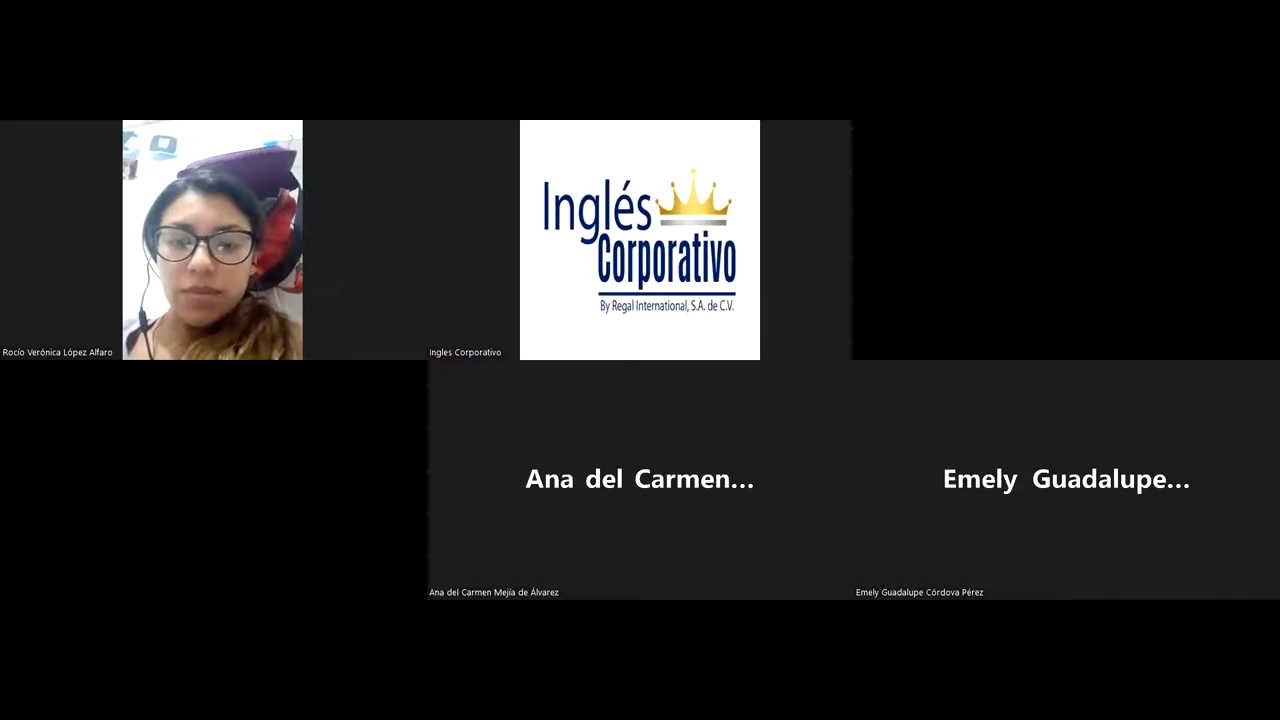 Inglés
Corporativo
By Regal International, S.A. de C.V.
Rocío Verónica López Alfaro
Ingles Corporativo
Ana del Carmen...
Emely Guadalupe...
Ana del Carmen Mejía de Álvarez
Emely Guadalupe Córdova Pérez